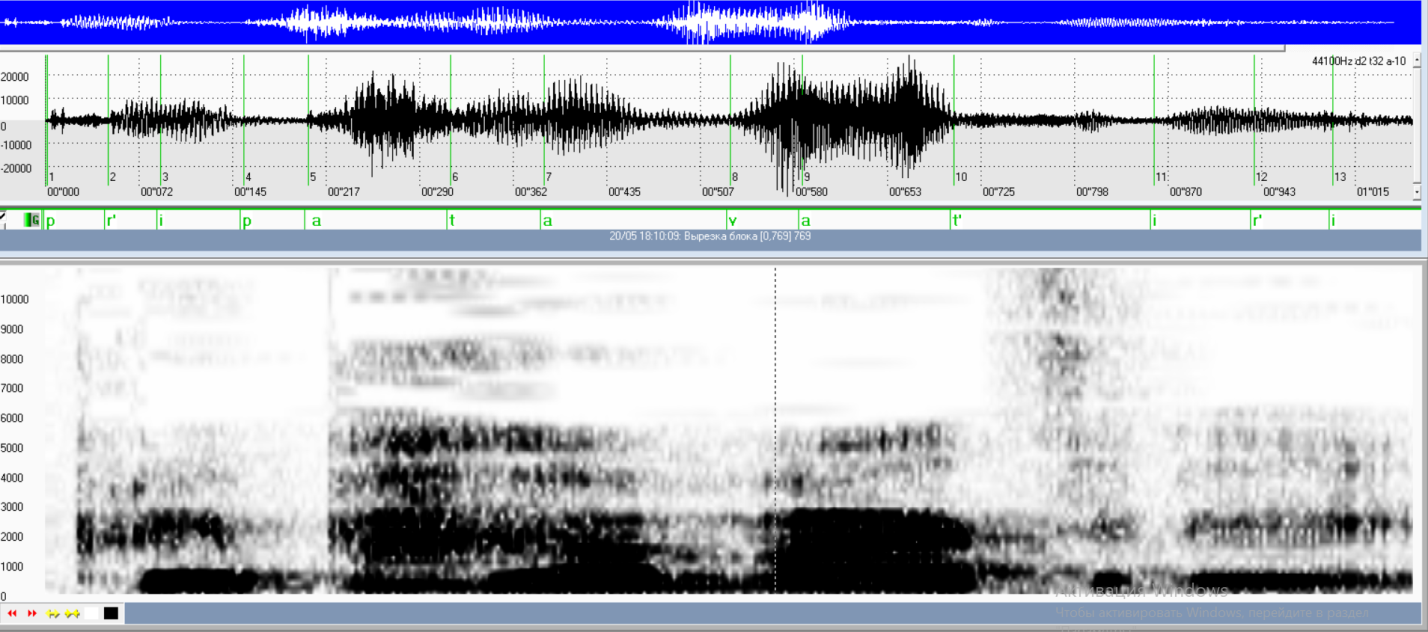 44100Hz d2 t32 a-10
20000
10000
0
-10000
-20000
1 2 3 4 5 6 7 8 9 10 11 12 13
00"000 00"072 00"145 00"217 00"290 00"362 00"435 00"507 00"580 00"653 00"725 00"798 00"870 00"943 01"015
G p r' i p a t a v a t' i r' i
20/05 18:10:09: Вырезка блока [0,769] 769
10000
9000
8000
7000
6000
5000
4000
3000
2000
1000
0
Активация Windows
Чтобы активировать Windows, перейдите в раздел